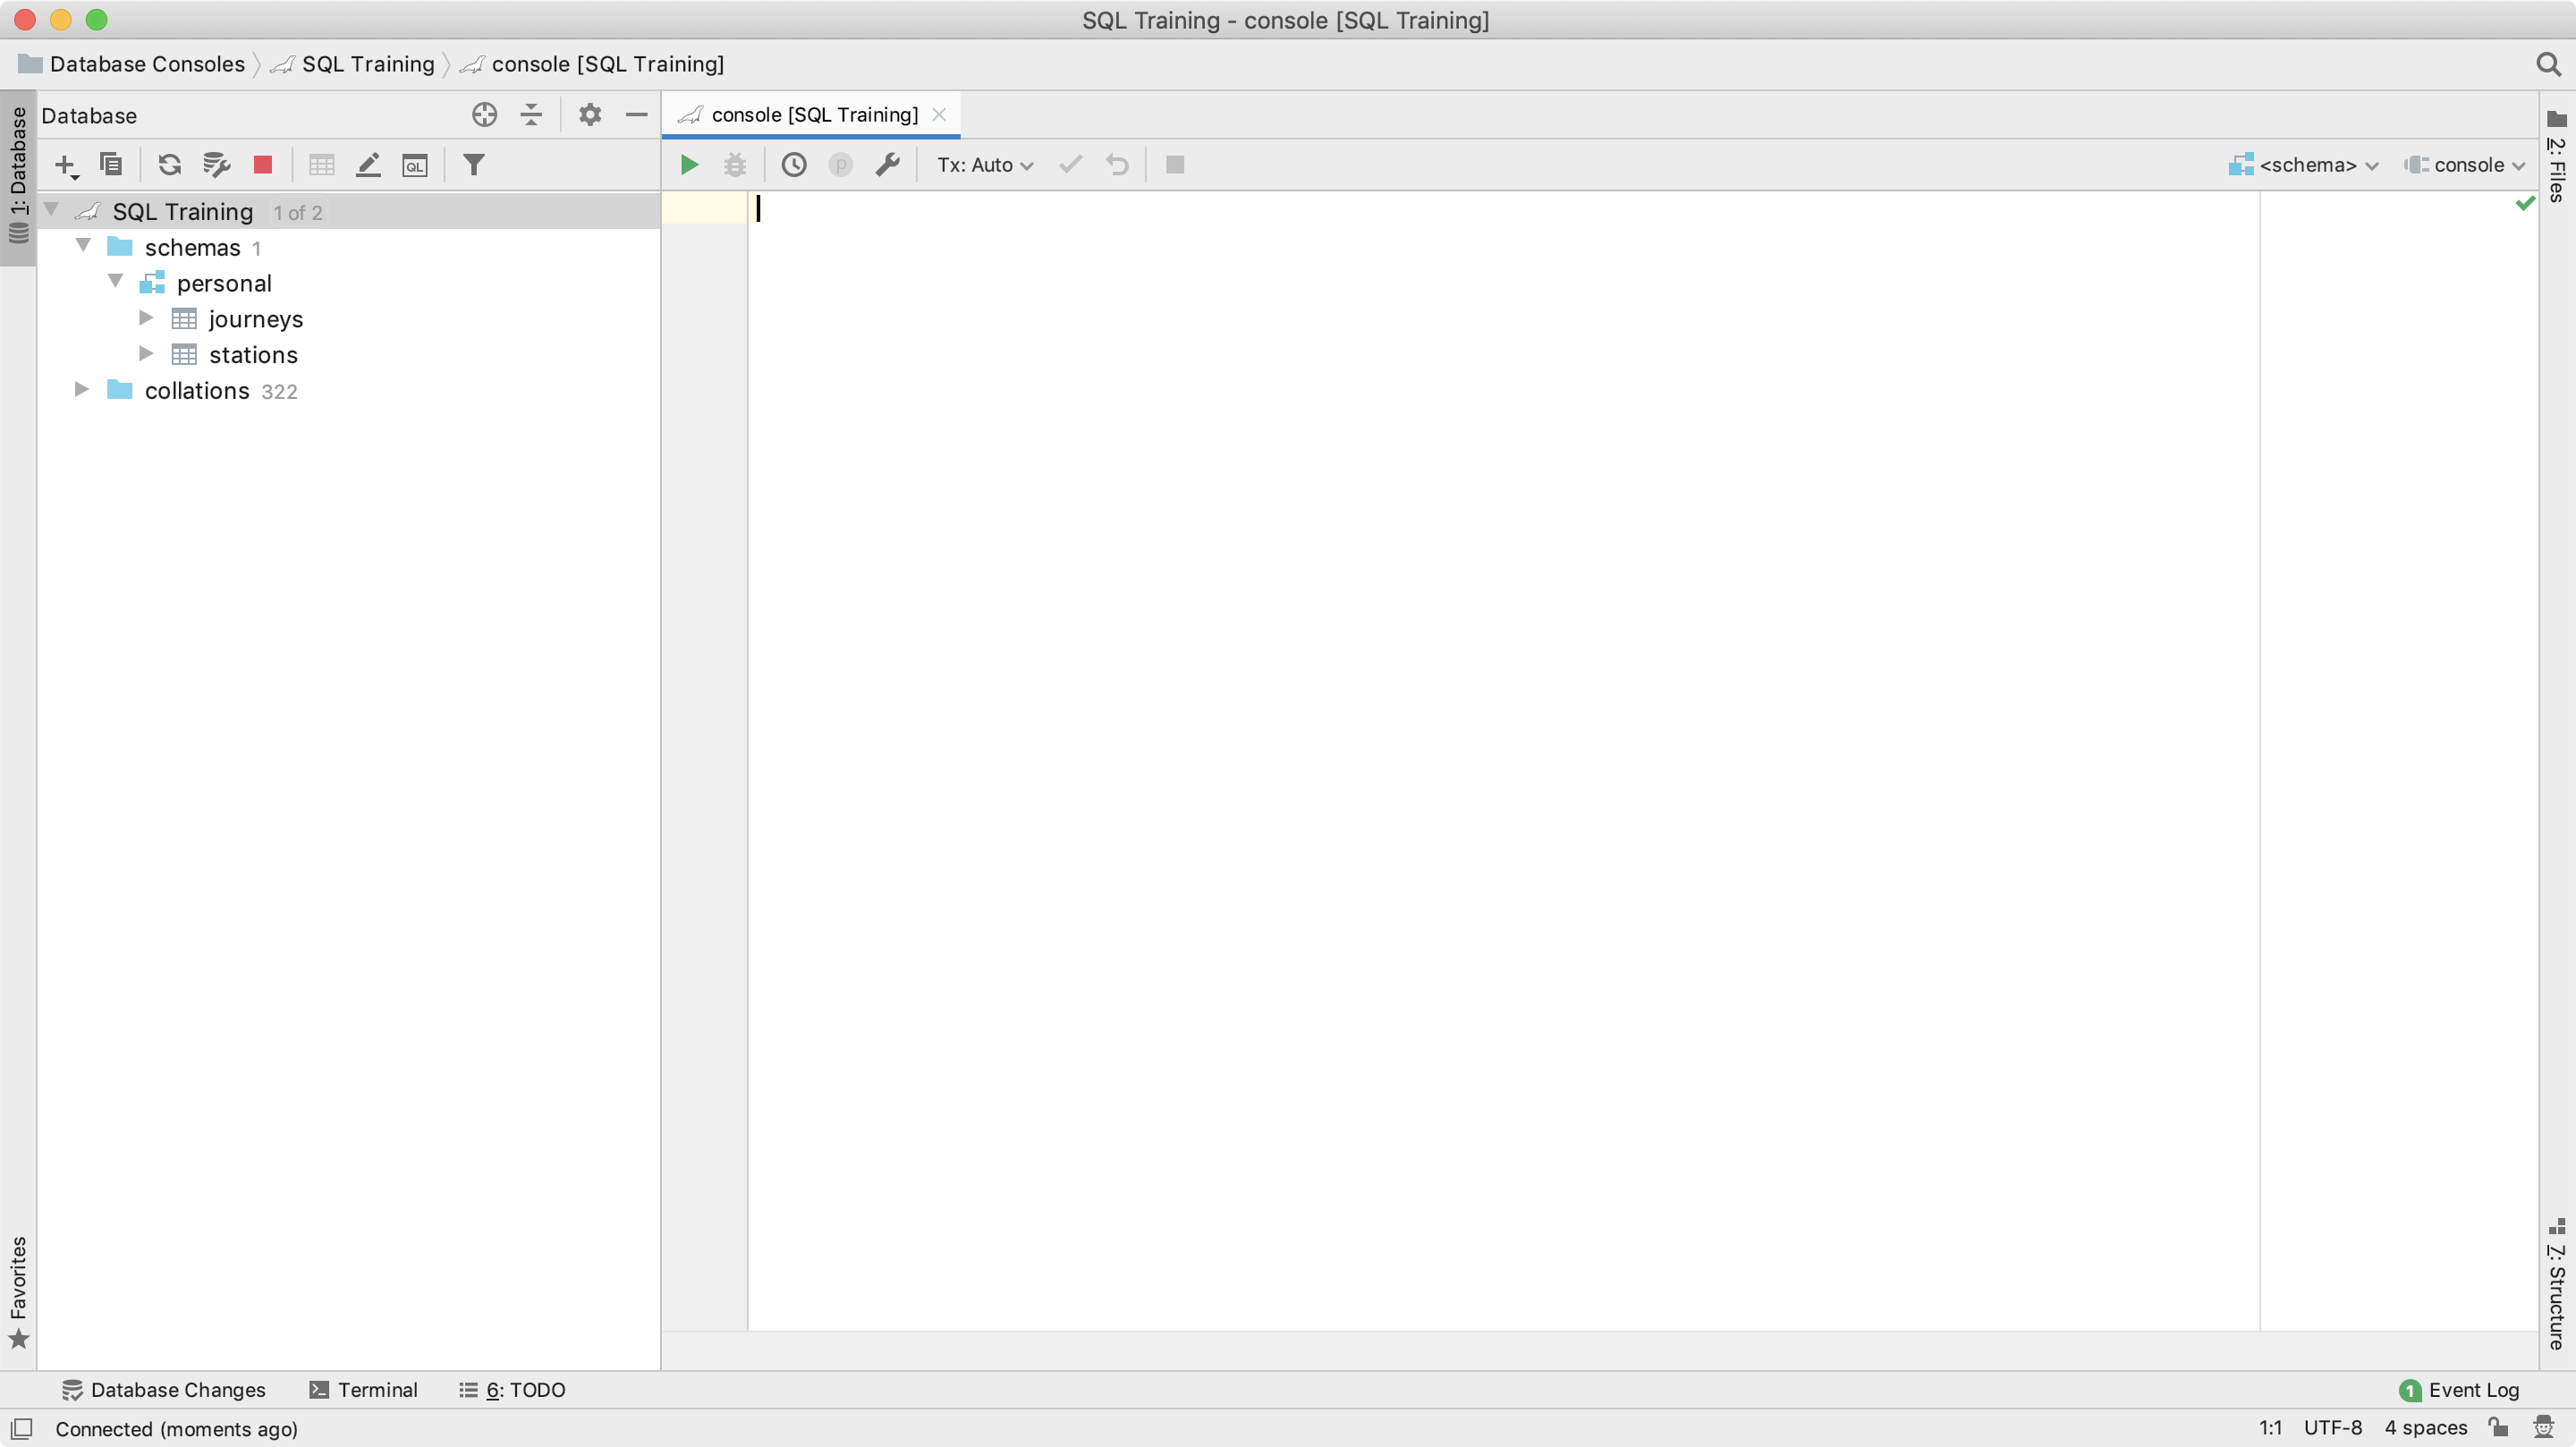 SQL Training - console [SQL Training]
Database Consoles SQL Training console [SQL Training]
1: Database
Database
console [SQL Training]
QL
p
Tx: Auto
<schema>
console
2: Files
SQL Training 1 of 2
schemas 1
personal
journeys
stations
collations 322
Favorites
7: Structure
Database Changes Terminal 6: TODO
1 Event Log
Connected (moments ago)
1:1 UTF-8 4 spaces